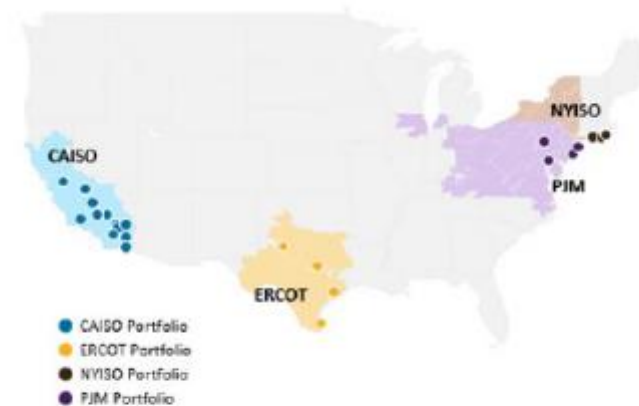 NYISO
CAISO
PJM
ERCOT
CAISO Portfolio
ERCOT Portfolio
NYISO Portfolio
PJM Portfolio